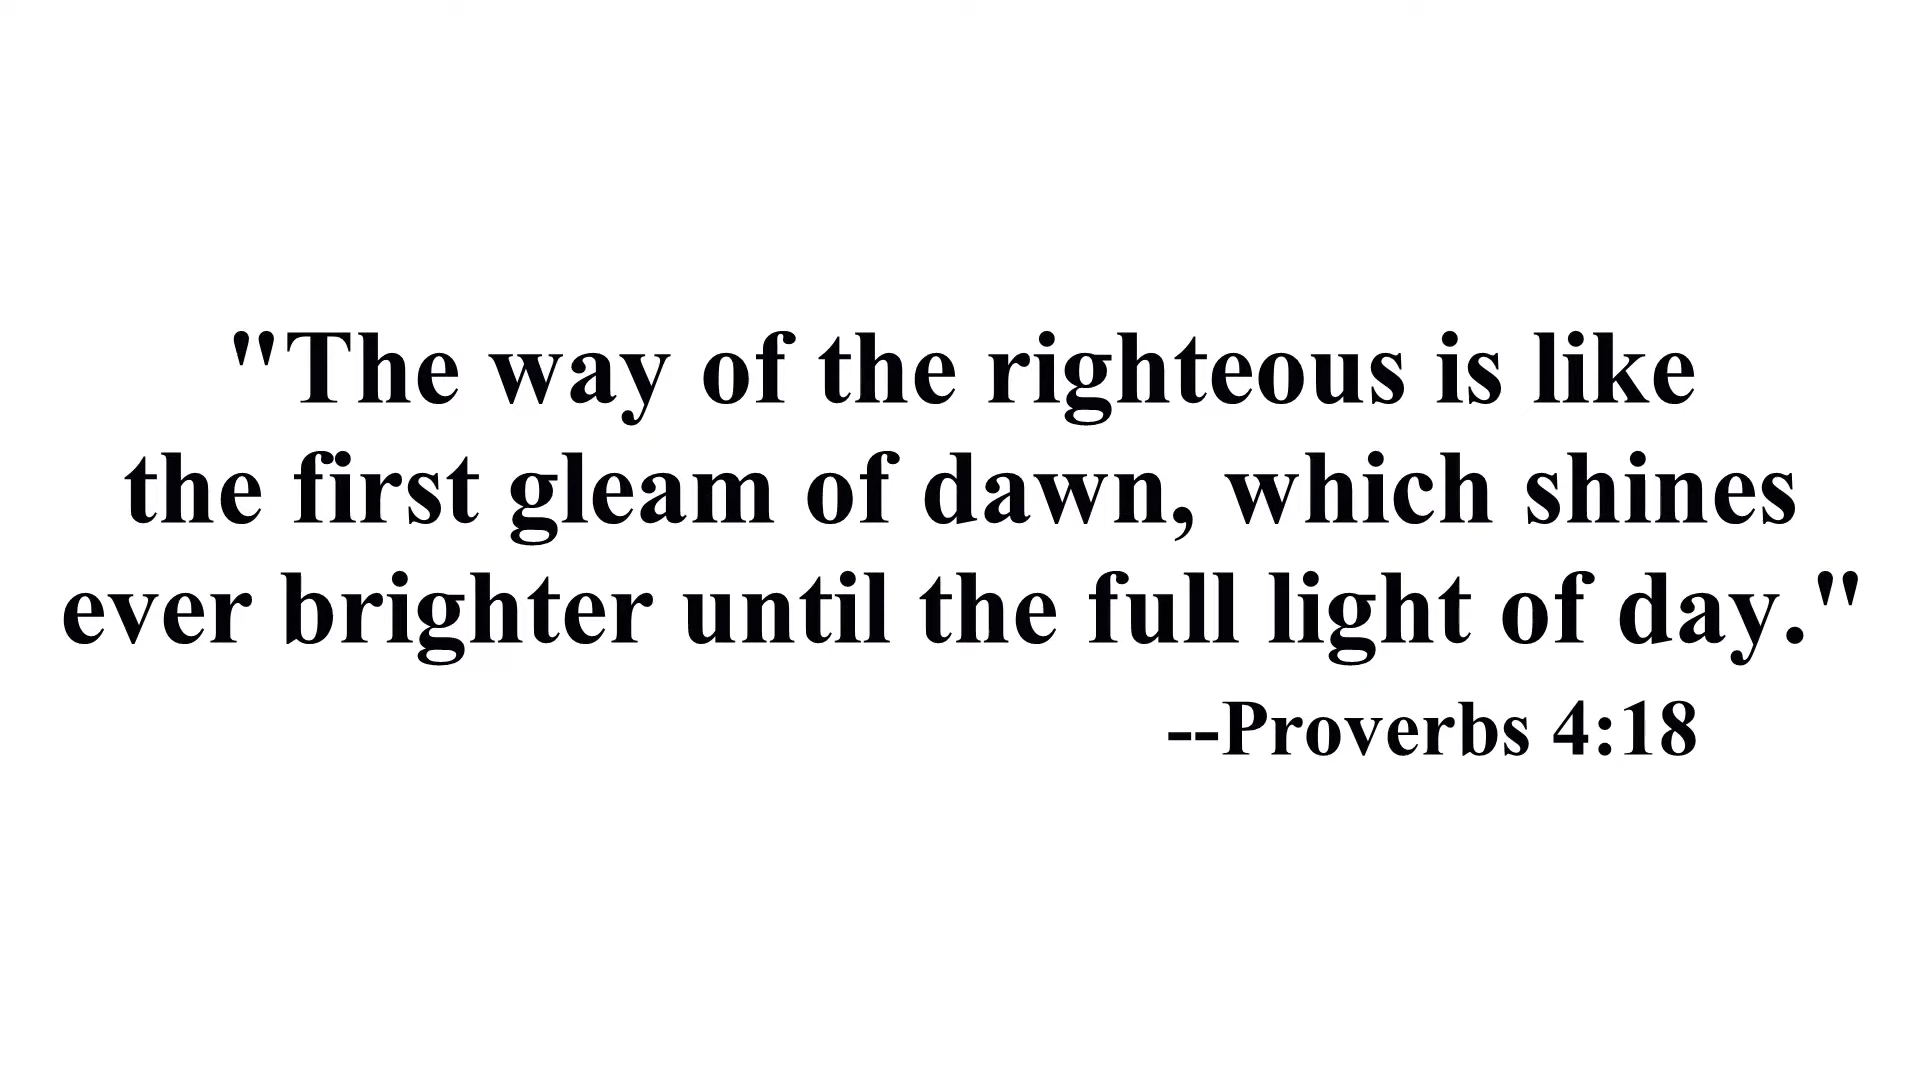 "The way of the righteous is like
the first gleam of dawn, which shines
ever brighter until the full light of day."
--Proverbs 4:18